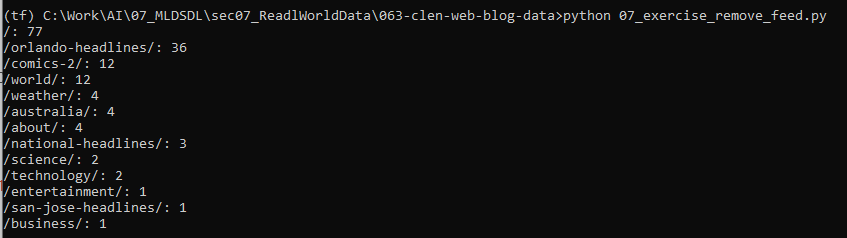 (tf) C:\Work\AI\07_MLDSDL\sec07_ReadlWorldData\063-clen-web-blog-data>python 07_exercise_remove_feed.py
/: 77
/orlando-headlines/: 36
/comics-2/: 12
/world/: 12
/weather/: 4
/australia/: 4
/about/: 4
/national-headlines/: 3
/science/: 2
/technology/: 2
/entertainment/: 1
/san-jose-headlines/: 1
/business/: 1